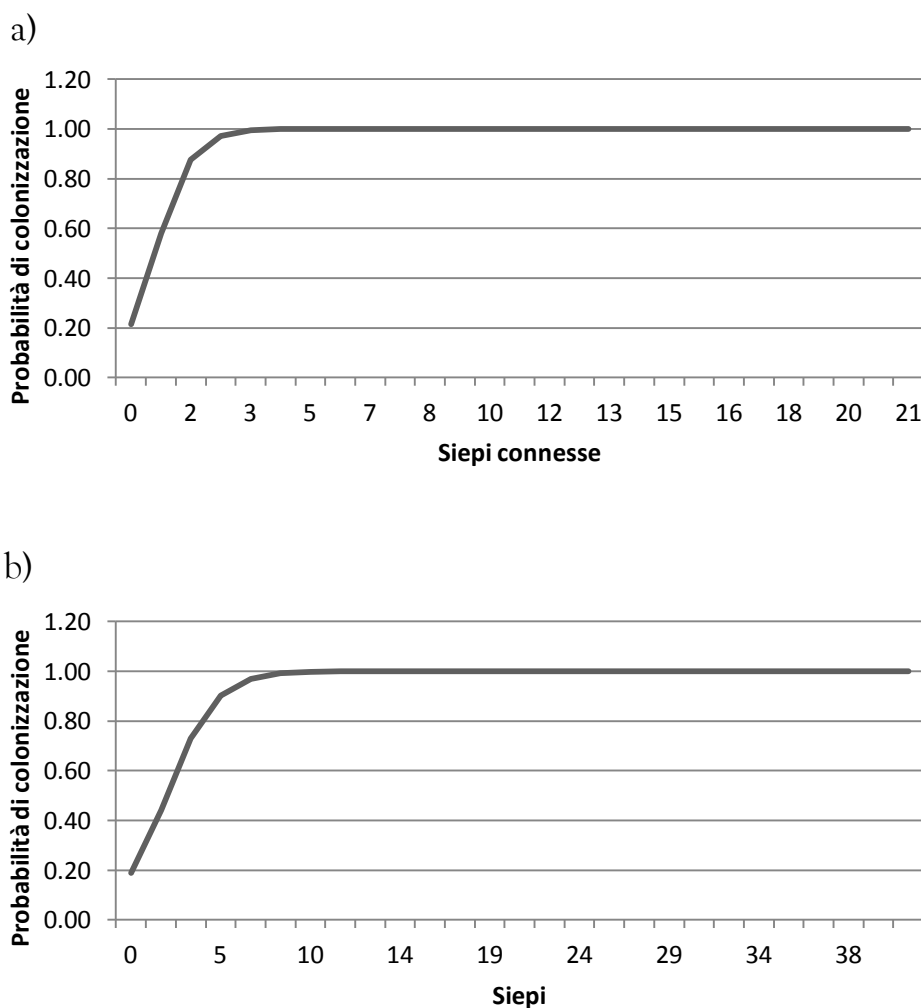 a)
Probabilità di colonizzazione
1.20
1.00
0.80
0.60
0.40
0.20
0.00
0 2 3 5 7 8 10 12 13 15 16 18 20 21
Siepi connesse
b)
Probabilità di colonizzazione
1.20
1.00
0.80
0.60
0.40
0.20
0.00
0 5 10 14 19 24 29 34 38
Siepi